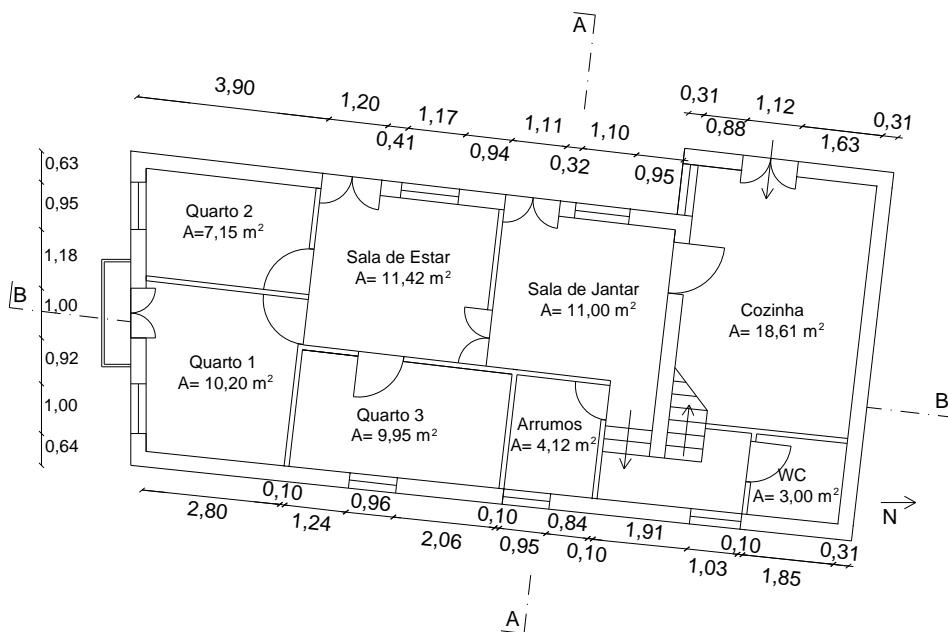 A
3,90
1,20
0,41
1,17
0,94
1,11
0,32
1,10
0,95
0,31
0,88
1,12
1,63
0,31
0,63
0,95
1,18
1,00
0,92
1,00
0,64
B
Quarto 2
A=7,15 m²
Sala de Estar
A= 11,42 m²
Sala de Jantar
A= 11,00 m²
Cozinha
A= 18,61 m²
Quarto 1
A= 10,20 m²
Quarto 3
A= 9,95 m²
Arrumos
A= 4,12 m²
WC
A= 3,00 m²
B
N
2,80
0,10
1,24
0,96
2,06
0,10
0,95
0,84
0,10
1,91
1,03
0,10
1,85
0,31
A